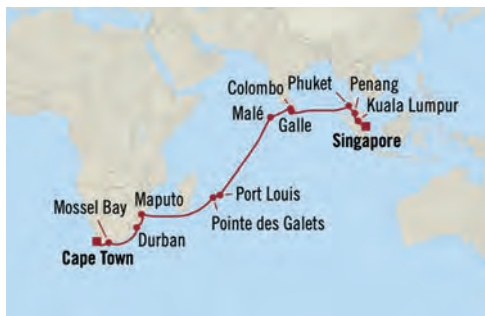 Colombo
Phuket
Penang
Kuala Lumpur
Malé
Galle
Singapore
Maputo
Port Louis
Mossel Bay
Pointe des Galets
Durban
Cape Town